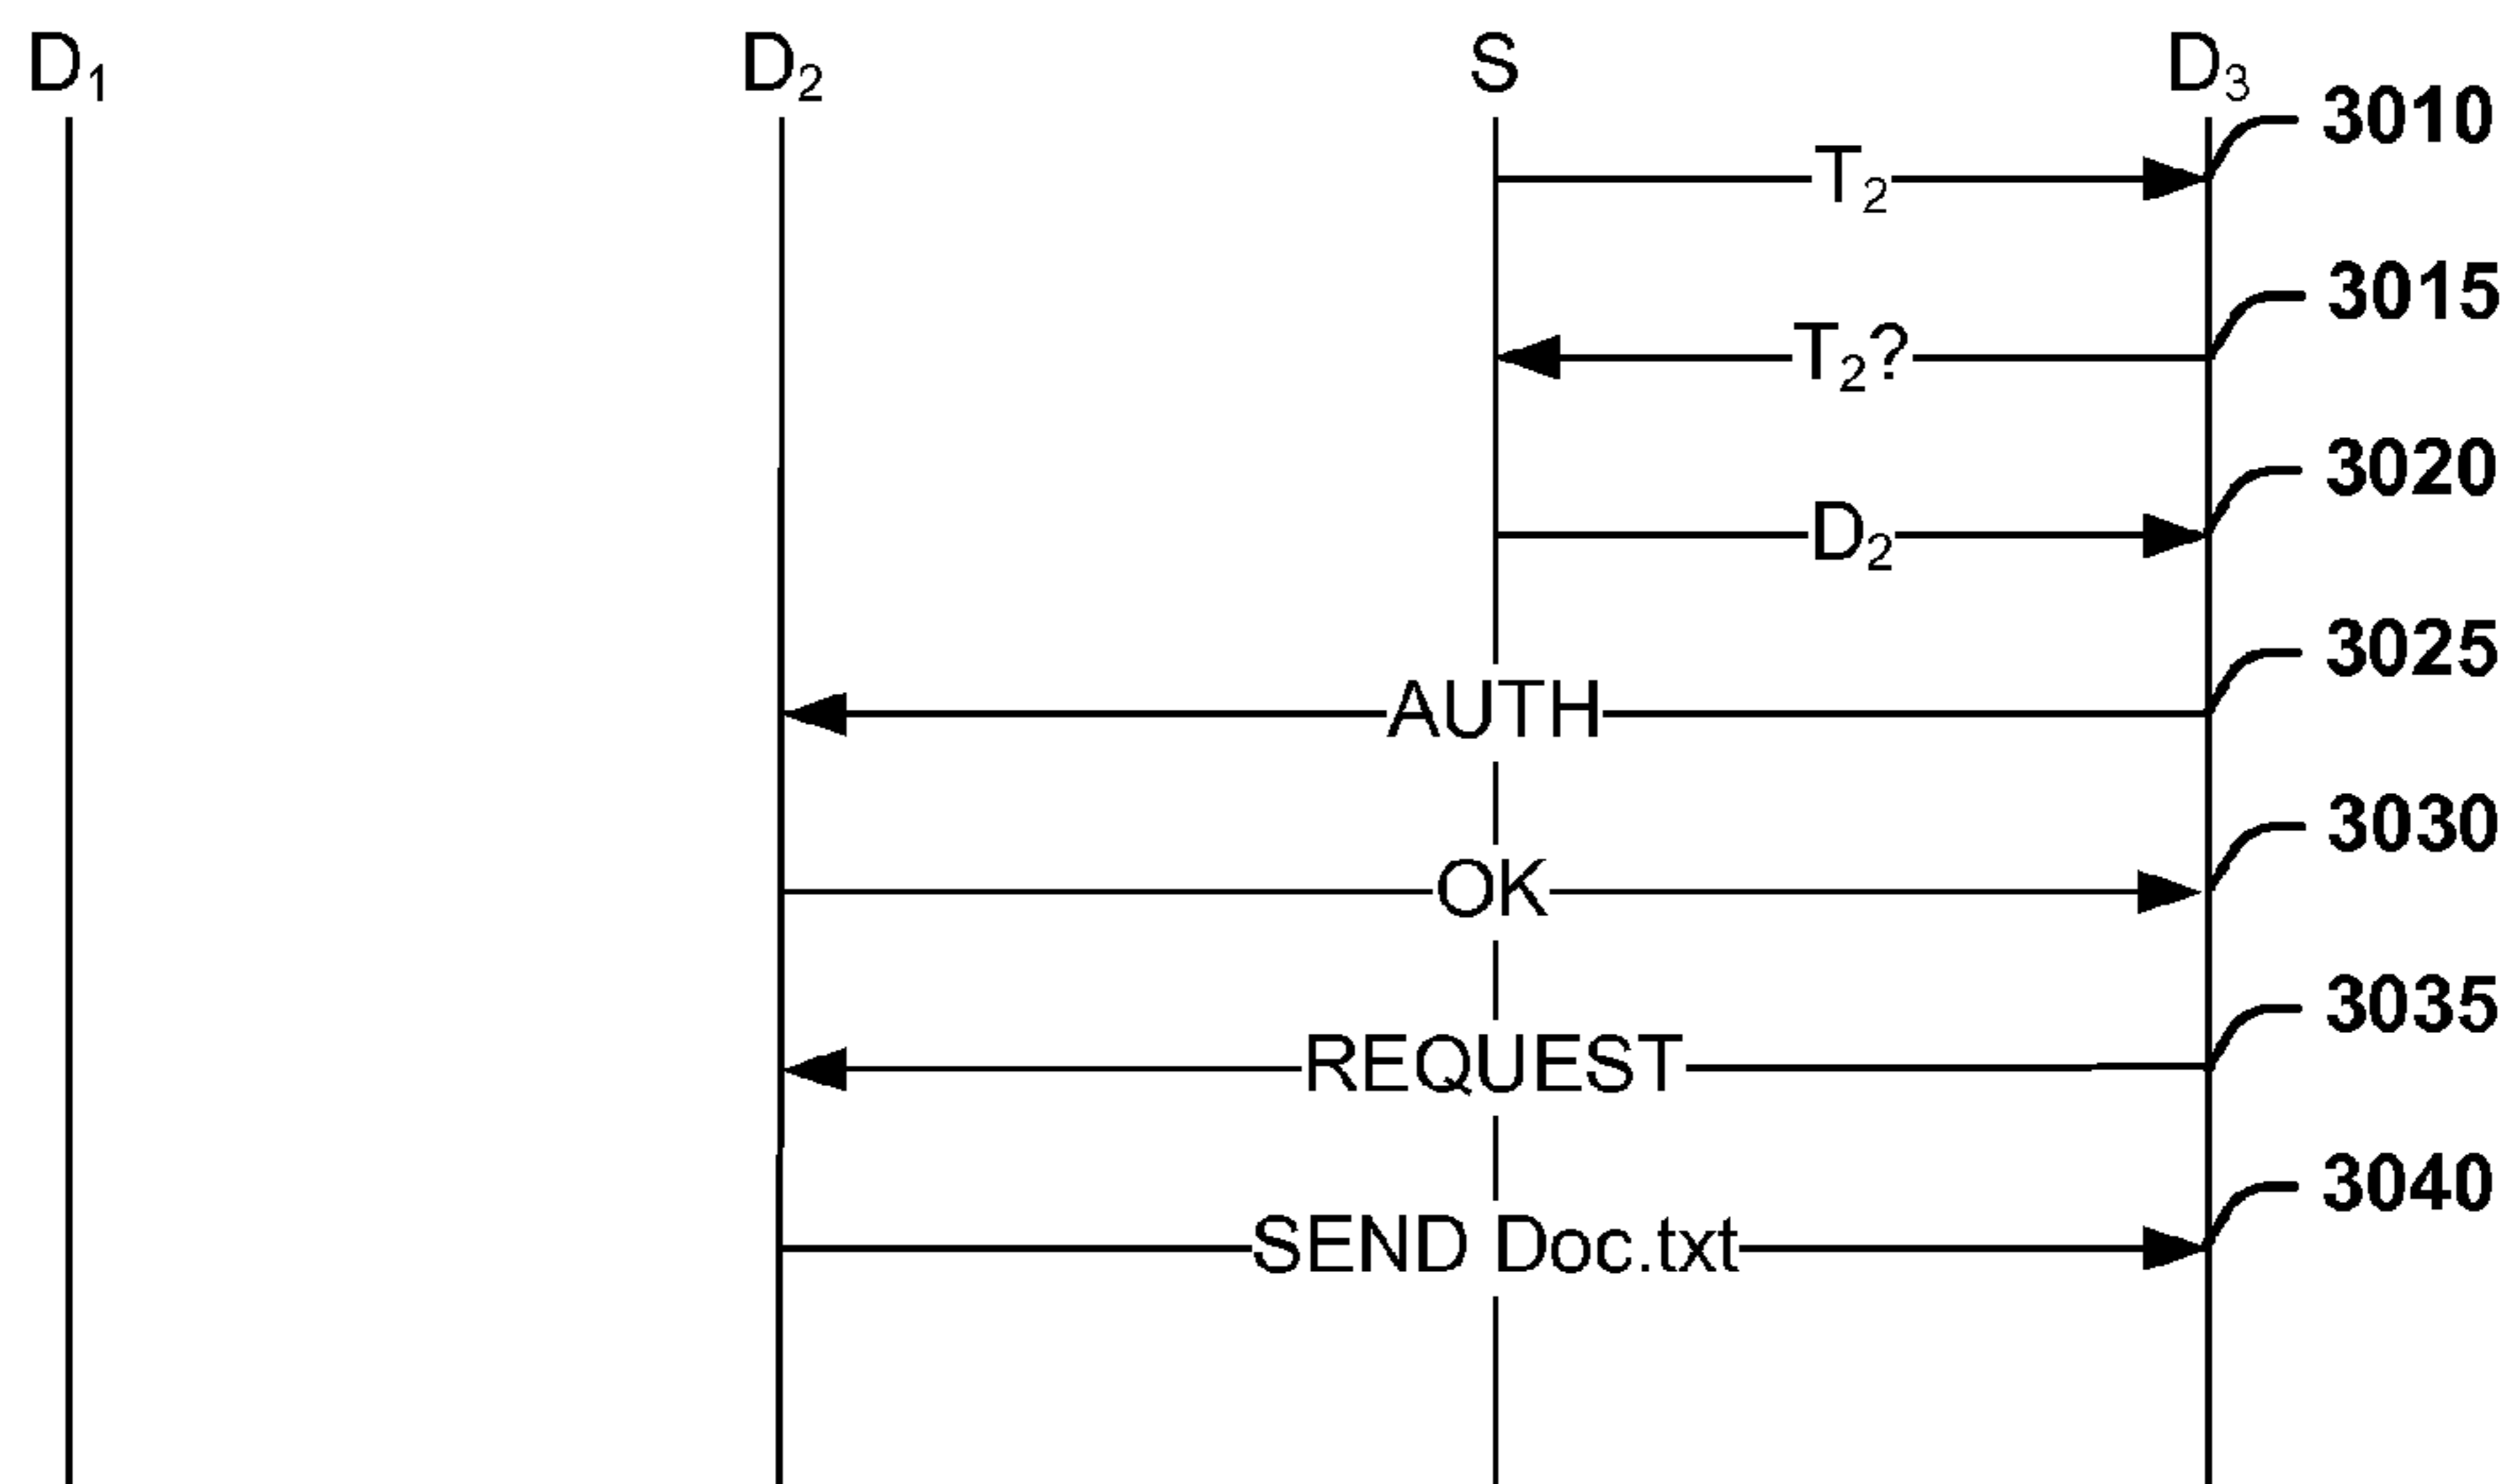 D₁ D₂ S D₃
3010
T₂
3015
T₂?
3020
D₂
3025
AUTH
3030
OK
3035
REQUEST
3040
SEND Doc.txt